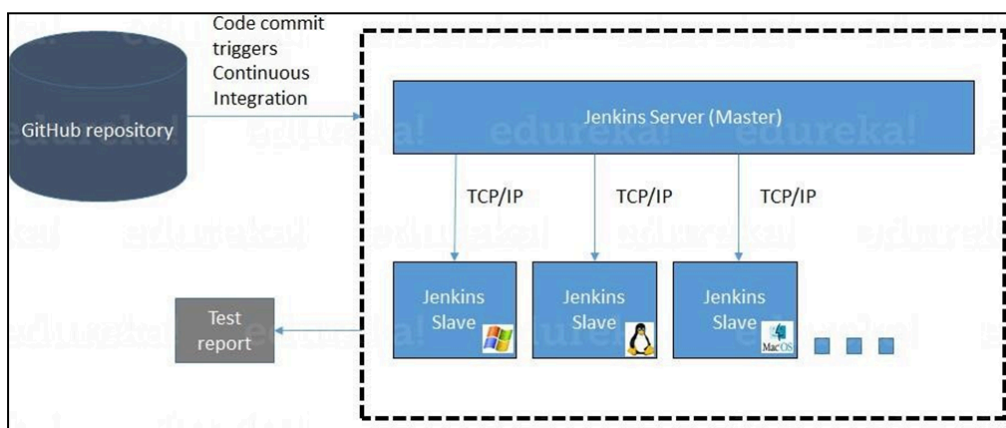 Code commit
triggers
Continuous
Integration
GitHub repository
Jenkins Server (Master)
edureka!
TCP/IP
TCP/IP
TCP/IP
Jenkins
Slave
Jenkins
Slave
Jenkins
Slave
MacOS
Test
report